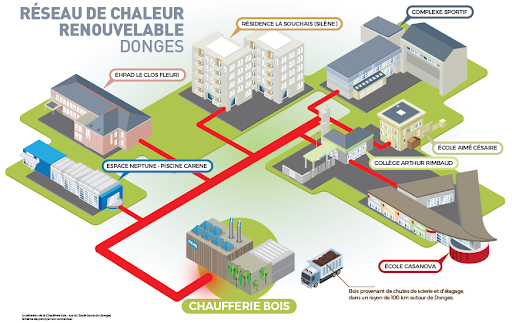 RÉSEAU DE CHALEUR
RENOUVELABLE
DONGES
RÉSIDENCE LA SOUCHAIS (SILÈNE)
COMPLEXE SPORTIF
EHPAD LE CLOS FLEURI
ÉCOLE AIMÉ CÉSAIRE
COLLÈGE ARTHUR RIMBAUD
ESPACE NEPTUNE - PISCINE CARENE
ÉCOLE CASANOVA
CHAUFFERIE BOIS
Bois provenant de chutes de scierie et d'élagage,
dans un rayon de 100 km autour de Donges.